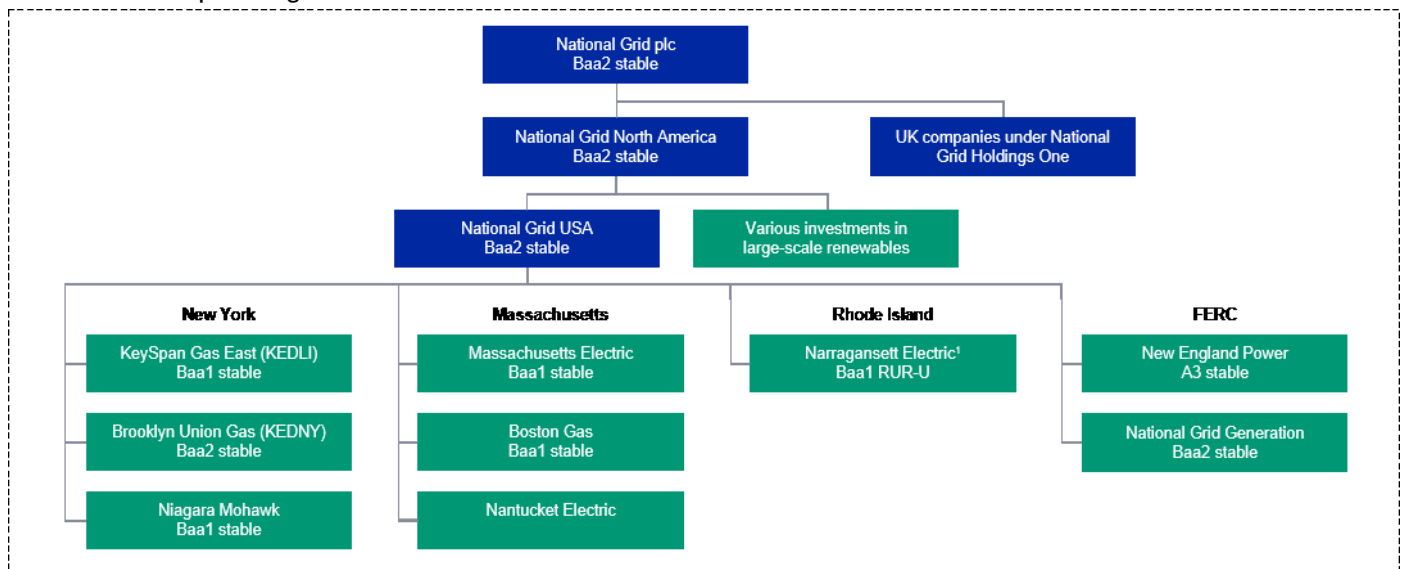 National Grid plc
Baa2 stable
National Grid North America
Baa2 stable
UK companies under National
Grid Holdings One
National Grid USA
Baa2 stable
Various investments in
large-scale renewables
New York
Massachusetts
Rhode Island
FERC
KeySpan Gas East (KEDLI)
Baa1 stable
Massachusetts Electric
Baa1 stable
Narragansett Electric¹
Baa1 RUR-U
New England Power
A3 stable
Brooklyn Union Gas (KEDNY)
Baa2 stable
Boston Gas
Baa1 stable
National Grid Generation
Baa2 stable
Niagara Mohawk
Baa1 stable
Nantucket Electric